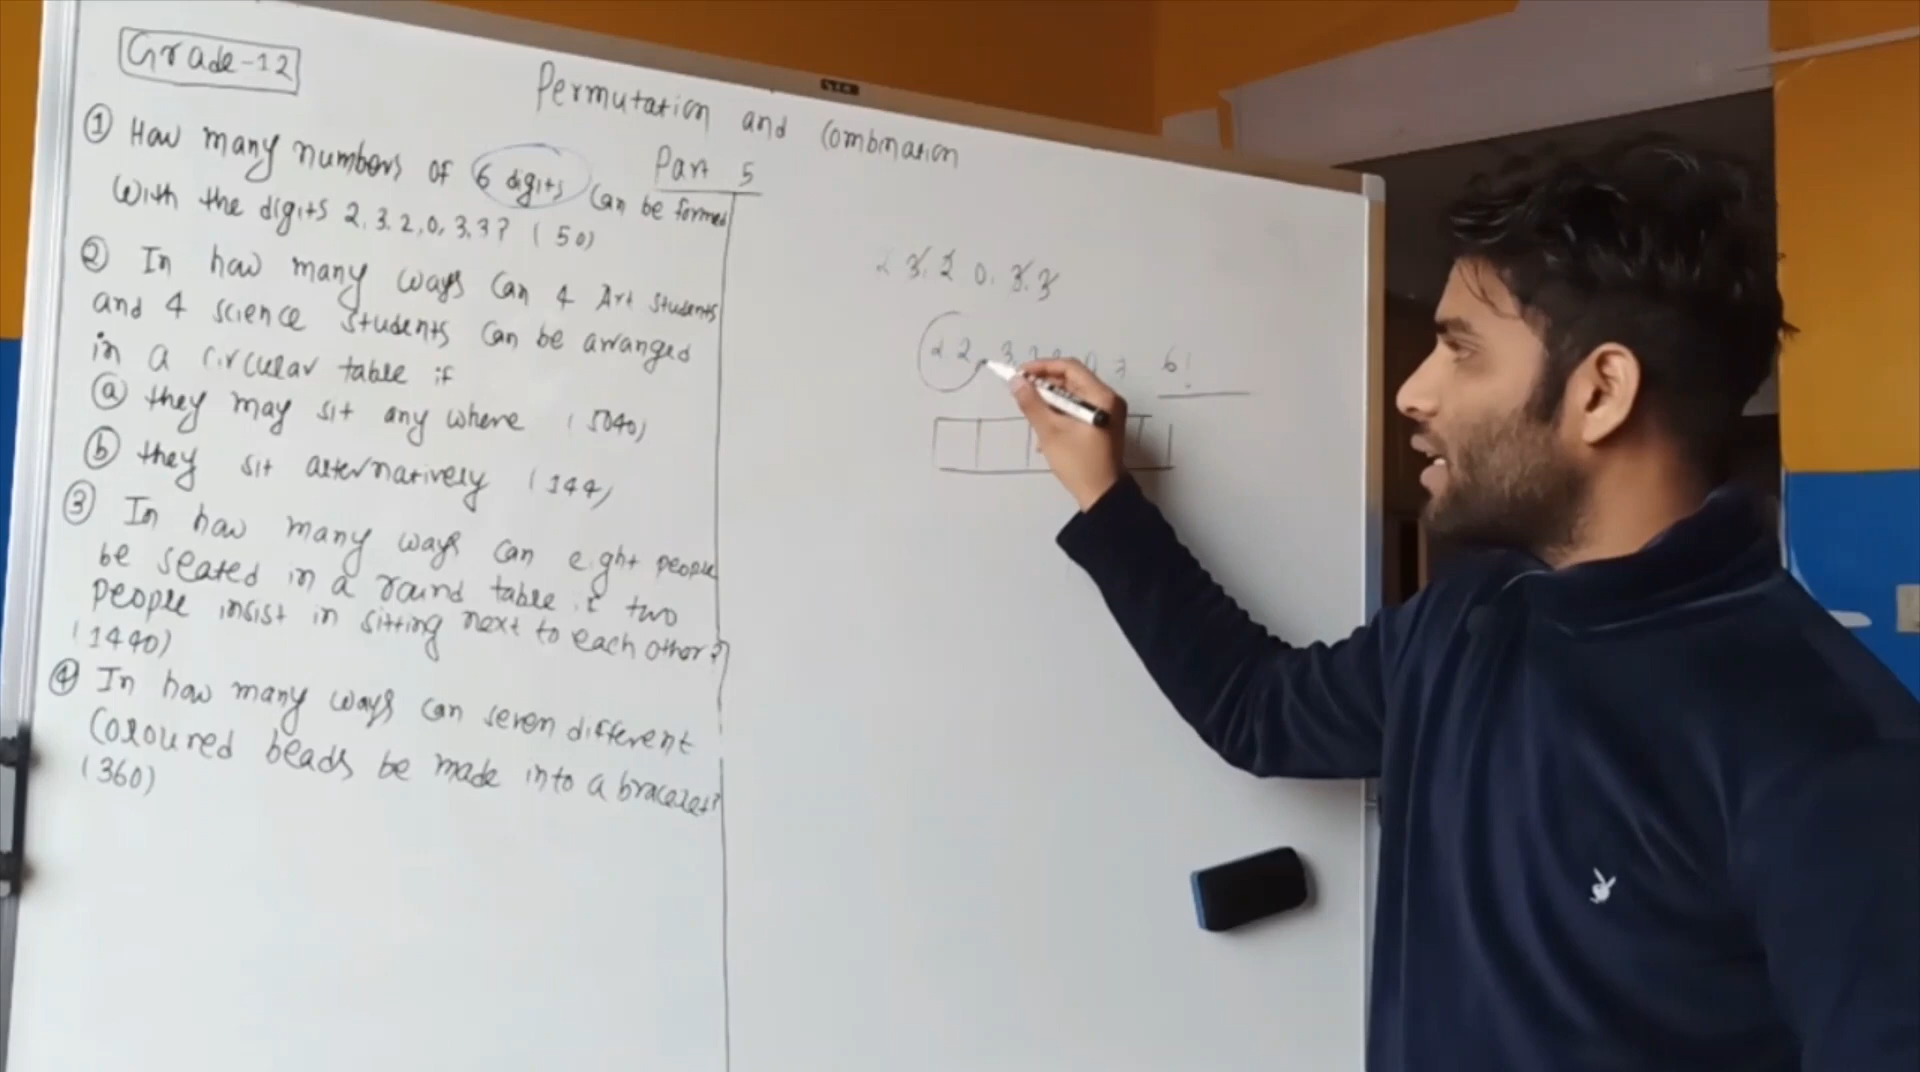 Grade-12
Permutation and Combination
Part 5
① How many numbers of 6 digits can be formed
with the digits 2, 3, 2, 0, 3, 3? (50)
② In how many ways can 4 Art students
and 4 science students can be arranged
in a circular table if
ⓐ they may sit any where (5040)
ⓑ they sit alternatively (144)
③ In how many ways can eight people
be seated in a round table if two
people insist in sitting next to each other?
(1440)
④ In how many ways can seven different
coloured beads be made into a bracelet?
(360)
2 3, 2 0, 3, 3
2 2, 3
6!